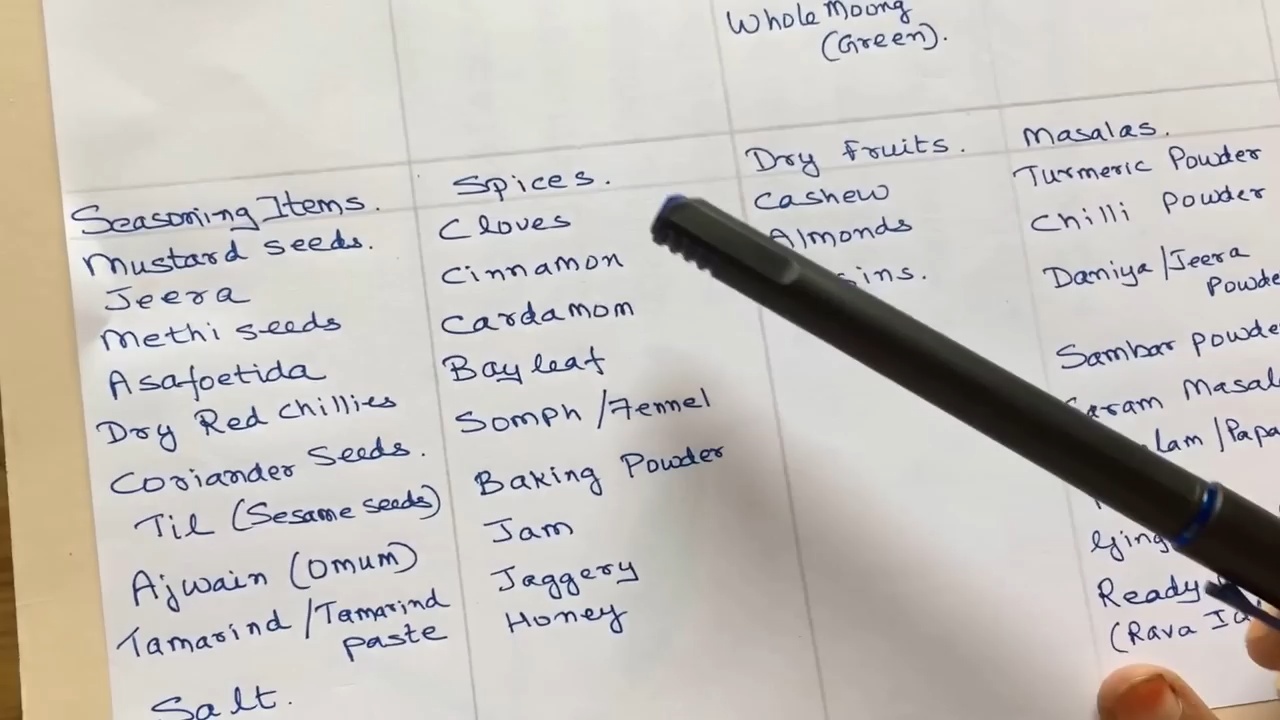 Whole Moong
(Green).
Seasoning Items.
Mustard seeds.
Jeera
Methi seeds
Asafoetida
Dry Red chillies
Coriander Seeds.
Til (Sesame seeds)
Ajwain (Omum)
Tamarind /Tamarind
paste
Salt.
Spices.
Cloves
Cinnamon
Cardamom
Bay leaf
Somph /Fennel
Baking Powder
Jam
Jaggery
Honey
Dry Fruits.
Cashew
Almonds
Masalas.
Turmeric Powder
Chilli Powder
Daniya/Jeera
Sambar
Ready
(Rava